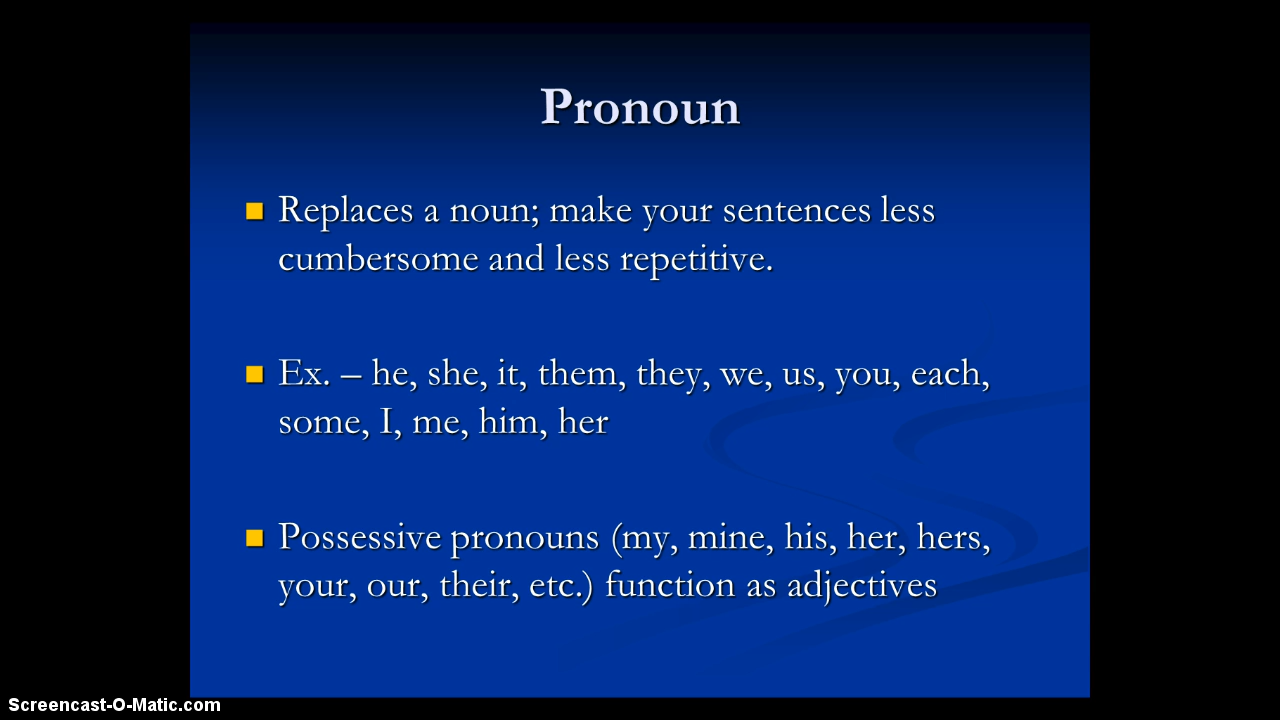 Pronoun
Replaces a noun; make your sentences less
cumbersome and less repetitive.
Ex. – he, she, it, them, they, we, us, you, each,
some, I, me, him, her
Possessive pronouns (my, mine, his, her, hers,
your, our, their, etc.) function as adjectives
Screencast-O-Matic.com